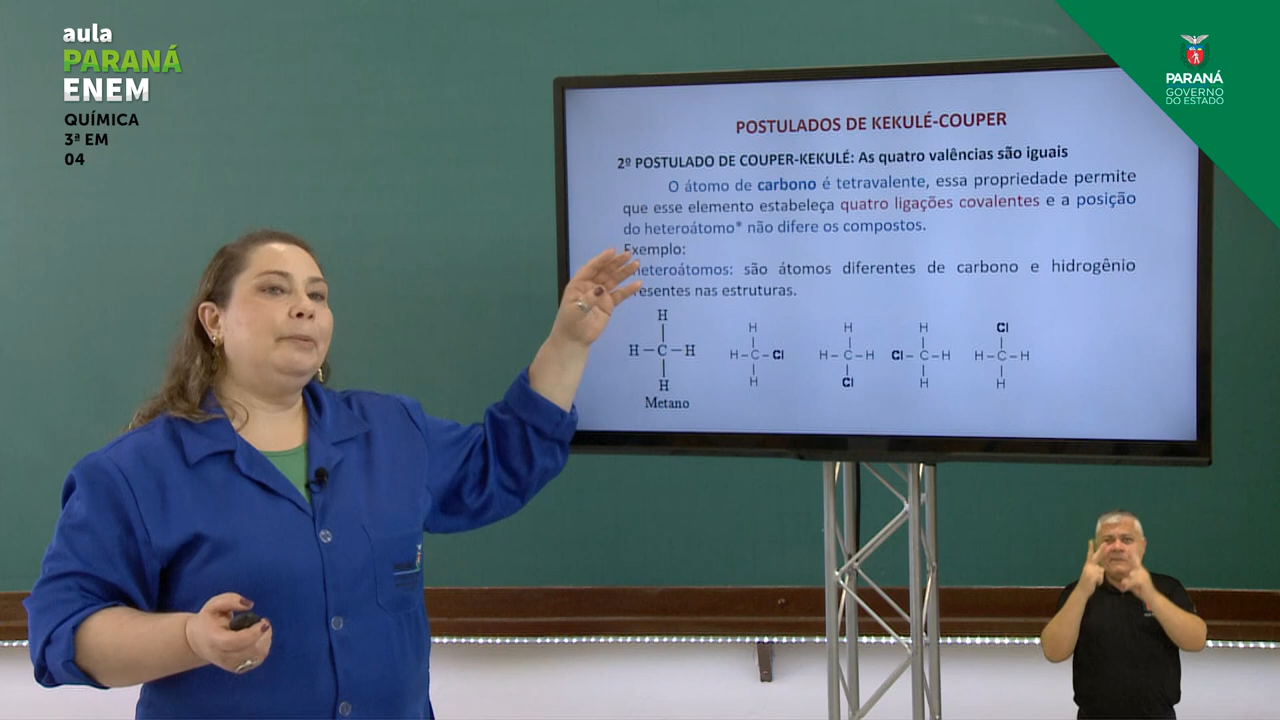 aula
PARANÁ
ENEM
QUÍMICA
3ª EM
04
PARANÁ
GOVERNO
DO ESTADO
POSTULADOS DE KEKULÉ-COUPER
2º POSTULADO DE COUPER-KEKULÉ: As quatro valências são iguais
O átomo de carbono é tetravalente, essa propriedade permite
que esse elemento estabeleça quatro ligações covalentes e a posição
do heteroátomo* não difere os compostos.
Exemplo:
heteroátomos: são átomos diferentes de carbono e hidrogênio
presentes nas estruturas.
H H H H Cl
H – C – H H – C – Cl H – C – H Cl – C – H H – C – H
H H Cl H H
Metano